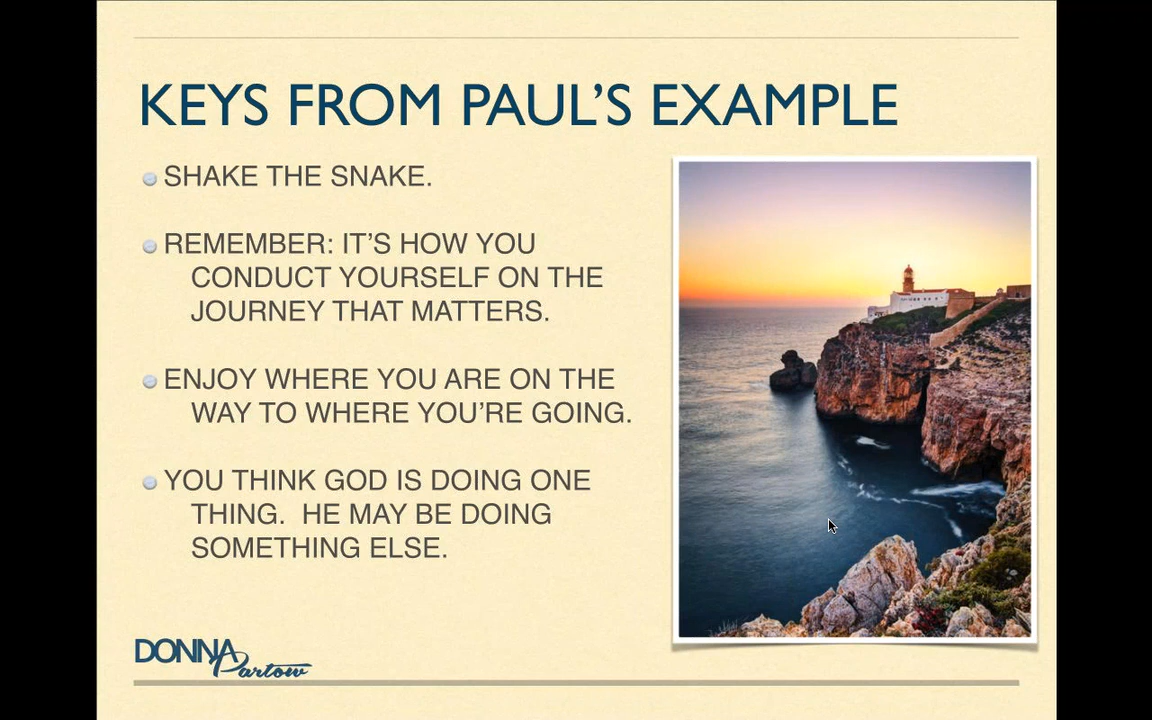 KEYS FROM PAUL’S EXAMPLE
SHAKE THE SNAKE.
REMEMBER: IT’S HOW YOU
CONDUCT YOURSELF ON THE
JOURNEY THAT MATTERS.
ENJOY WHERE YOU ARE ON THE
WAY TO WHERE YOU’RE GOING.
YOU THINK GOD IS DOING ONE
THING.  HE MAY BE DOING
SOMETHING ELSE.
DONNA
Partow